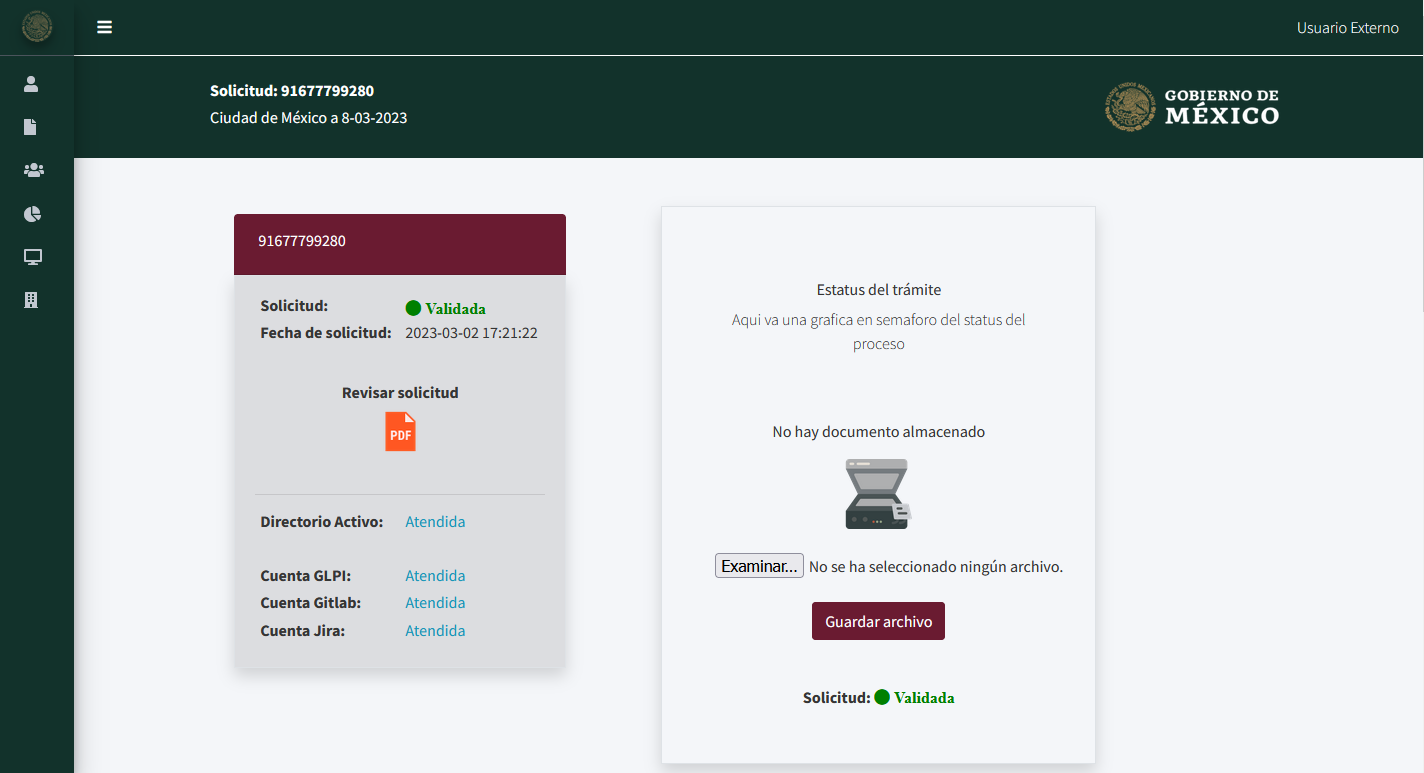 Usuario Externo
Solicitud: 91677799280
Ciudad de México a 8-03-2023
GOBIERNO DE
MÉXICO
91677799280
Solicitud: Validada
Fecha de solicitud: 2023-03-02 17:21:22
Revisar solicitud
PDF
Directorio Activo: Atendida
Cuenta GLPI: Atendida
Cuenta Gitlab: Atendida
Cuenta Jira: Atendida
Estatus del trámite
Aqui va una grafica en semaforo del status del
proceso
No hay documento almacenado
Examinar... No se ha seleccionado ningún archivo.
Guardar archivo
Solicitud: Validada